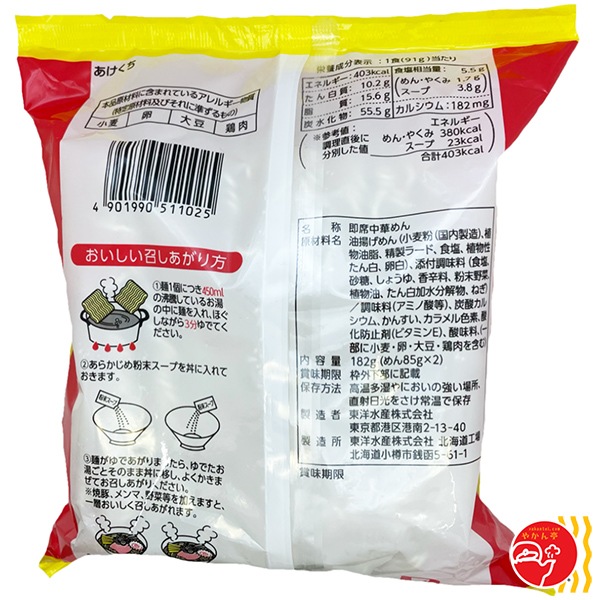 あけくち
本品原材料に含まれているアレルギー物質
(特定原材料及びそれに準ずるもの)
小麦 卵 大豆 鶏肉
4 901990 511025
おいしい召しあがり方
①麺1個につき450ml
の沸騰しているお湯
の中に麺を入れ、ほぐ
しながら3分ゆでてく
ださい。
②あらかじめ粉末スープを丼に入れて
おきます。
粉末スープ
粉末スープ
③麺がゆであがりましたら、ゆでたお
湯ごとそのまま丼に移し、よくかきま
ぜてお召しあがりください。
※焼豚、メンマ、野菜等を加えますと、
一層おいしく召しあがれます。
栄養成分表示:1食(91g)当たり
エネルギー:403kcal
たん白質:10.2g
脂質:15.6g
炭水化物:55.5g
食塩相当量:5.5g
めん・やくみ 1.7g
スープ 3.8g
カルシウム:182mg
※参考値:調理直後に分別した値
エネルギー
めん・やくみ 380kcal
スープ 23kcal
合計403kcal
名称 即席中華めん
原材料名 油揚げめん(小麦粉(国内製造)、植
物油脂、精製ラード、食塩、植物性
たん白、卵白)、添付調味料(食塩、
砂糖、しょうゆ、香辛料、粉末野菜、
植物油、たん白加水分解物、ねぎ)
/調味料(アミノ酸等)、炭酸カル
シウム、かんすい、カラメル色素、酸
化防止剤(ビタミンE)、酸味料、(一
部に小麦・卵・大豆・鶏肉を含む)
内容量 182g(めん85g×2)
賞味期限 枠外下部に記載
保存方法 高温多湿やにおいの強い場所、
直射日光をさけ常温で保存
製造者 東洋水産株式会社
東京都港区港南2-13-40
製造所 東洋水産株式会社 北海道工場
北海道小樽市銭函5-61-1
賞味期限
やかん亭